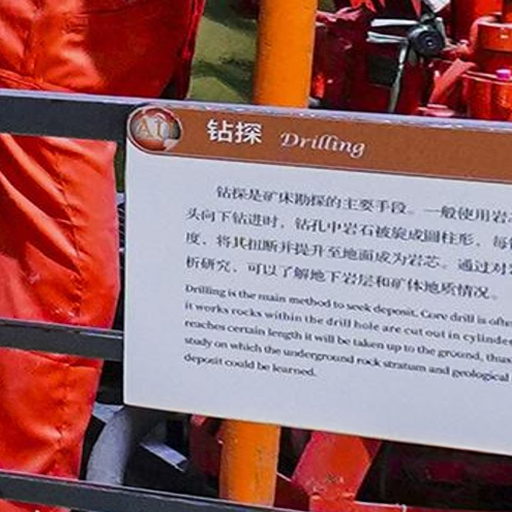 钻探 Drilling
钻探是矿床勘探的主要手段。一般使用岩
头向下钻进时，钻孔中岩石被旋成圆柱形，每
度，将其扭断并提升至地面成为岩芯。通过对
析研究，可以了解地下岩层和矿体地质情况。
Drilling is the main method to seek deposit. Core drill is ofte
it works rocks within the drill hole are cut out in cylinder
reaches certain length it will be taken up to the ground, thus
study on which the underground rock stratum and geological
deposit could be learned.